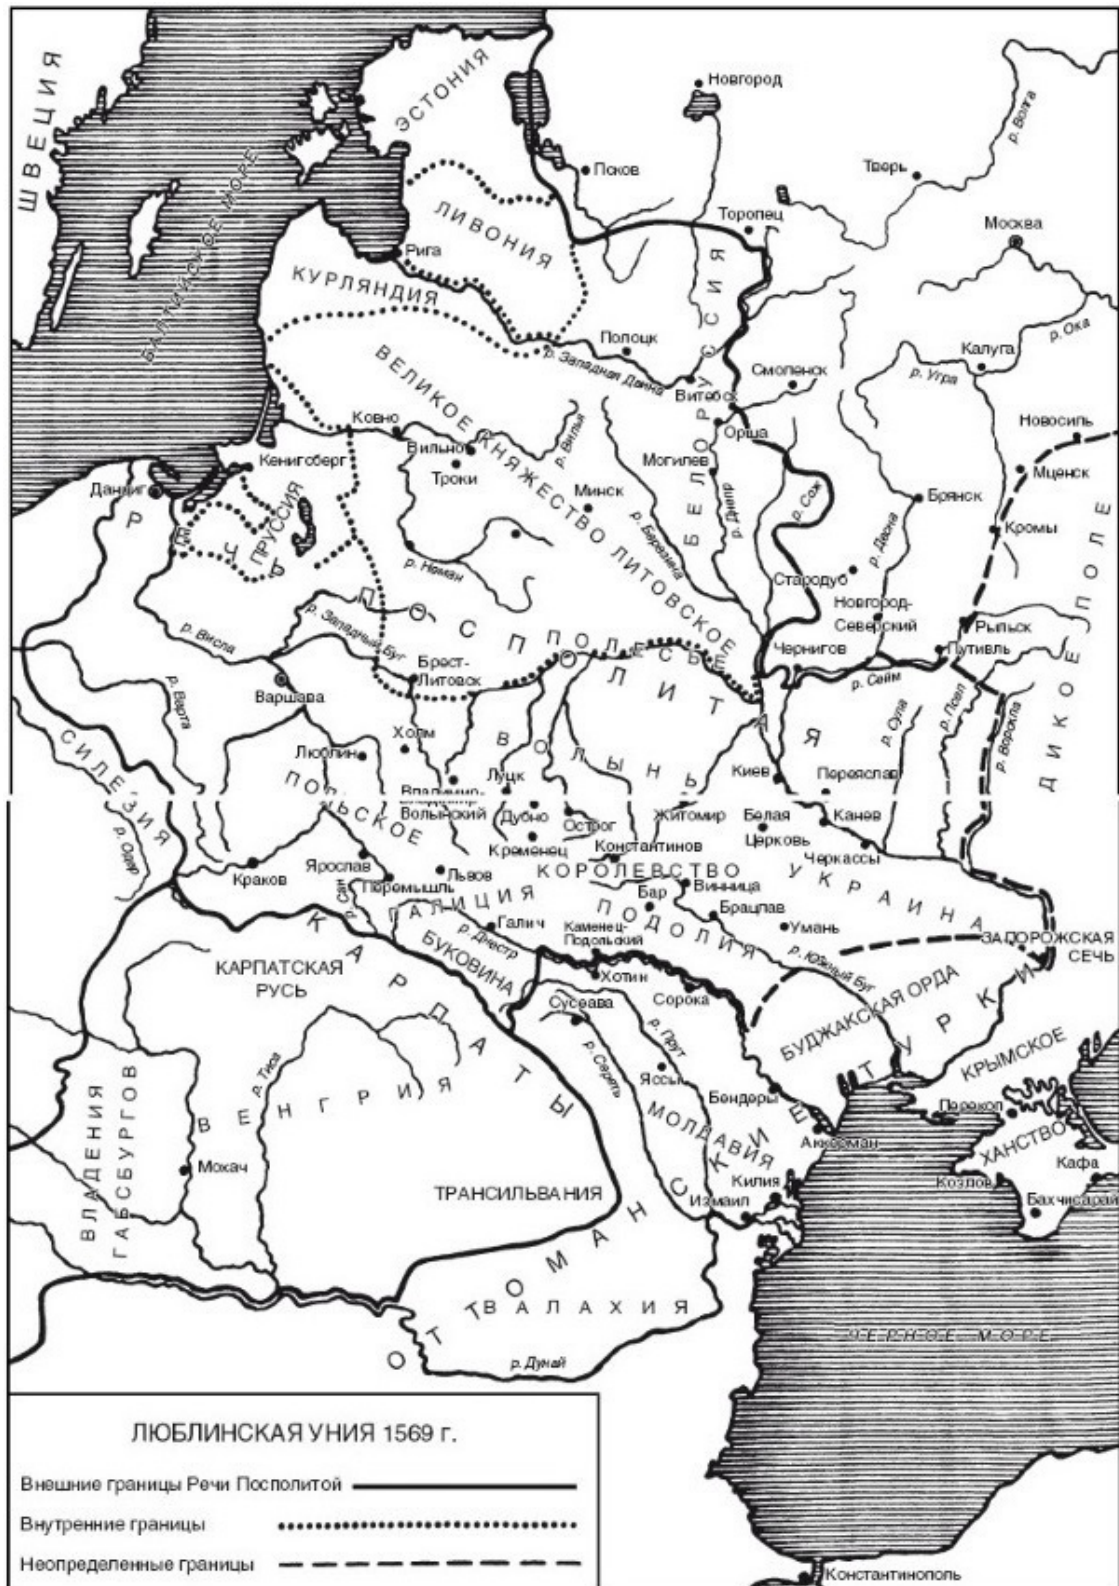 ШВЕЦИЯ
БАЛТИЙСКОЕ МОРЕ
ЭСТОНИЯ
Новгород
Псков
р. Волга
Тверь
Торопец
Москва
ЛИВОНИЯ
Рига
КУРЛЯНДИЯ
БЕЛОРУССИЯ
Полоцк
р. Западная Двина
Витебск
Смоленск
Калуга
р. Ока
р. Угра
ВЕЛИКОЕ КНЯЖЕСТВО ЛИТОВСКОЕ
Ковно
Вильно
Троки
р. Вилья
Орша
Могилев
Новосиль
Мценск
Кенигсберг
Данциг
ПРУССИЯ
РЕЧЬ ПОСПОЛИТАЯ
Минск
р. Березина
р. Днепр
р. Сож
Брянск
р. Десна
Кромы
р. Неман
Стародуб
Новгород-
Северский
Рыльск
Путивль
ДИКОЕ ПОЛЕ
р. Висла
р. Западный Буг
Брест-
Литовск
ПОЛЕСЬЕ
Чернигов
р. Сейм
Варшава
р. Варта
р. Сула
р. Псел
р. Ворскла
СИЛЕЗИЯ
р. Одер
Холм
Люблин
ВОЛЫНЬ
Луцк
Киев
Переяслав
ПОЛЬСКОЕ
КОРОЛЕВСТВО
Владимир-
Волынский
Дубно
Острог
Житомир
Белая
Церковь
Канев
Кременец
Константинов
Черкассы
Ярослав
Краков
Львов
Перемышль
р. Сан
УКРАИНА
Винница
Бар
ГАЛИЦИЯ
ПОДОЛИЯ
Брацлав
Галич
р. Днестр
Каменец-
Подольский
Умань
ЗАПОРОЖСКАЯ
СЕЧЬ
КАРПАТЫ
БУКОВИНА
КАРПАТСКАЯ
РУСЬ
Хотин
р. Южный Буг
Сусеава
Сорока
БУДЖАКСКАЯ ОРДА
р. Прут
КРЫМСКОЕ
ХАНСТВО
р. Тиса
р. Серет
Яссы
ВЕНГРИЯ
Бендеры
Перекоп
ВЛАДЕНИЯ
ГАБСБУРГОВ
МОЛДАВИЯ
Аккерман
Мохач
Кафа
Козлов
Килия
ТРАНСИЛЬВАНИЯ
Измаил
Бахчисарай
ОТТОМАНСКИЕ ТУРКИ
ВАЛАХИЯ
ЧЕРНОЕ МОРЕ
р. Дунай
ЛЮБЛИНСКАЯ УНИЯ 1569 г.
Внешние границы Речи Посполитой
Внутренние границы
Неопределенные границы
Константинополь